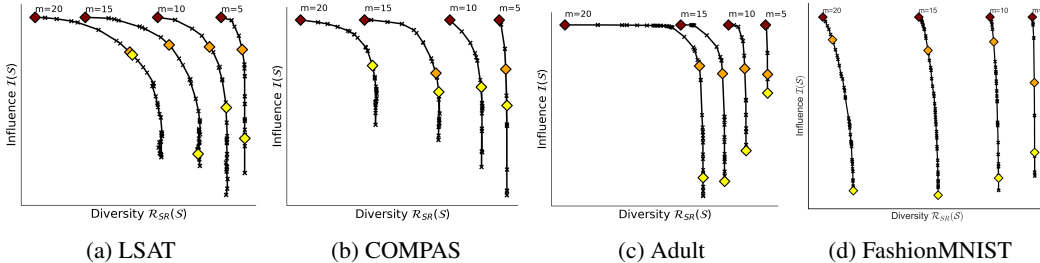 m=20 m=15 m=10 m=5
Influence I(S)
Diversity R_SR(S)
(a) LSAT
m=20 m=15 m=10 m=5
Influence I(S)
Diversity R_SR(S)
(b) COMPAS
m=20 m=15 m=10 m=5
Influence I(S)
Diversity R_SR(S)
(c) Adult
m=20 m=15 m=10 m=
Influence I(S)
Diversity R_SR(S)
(d) FashionMNIST